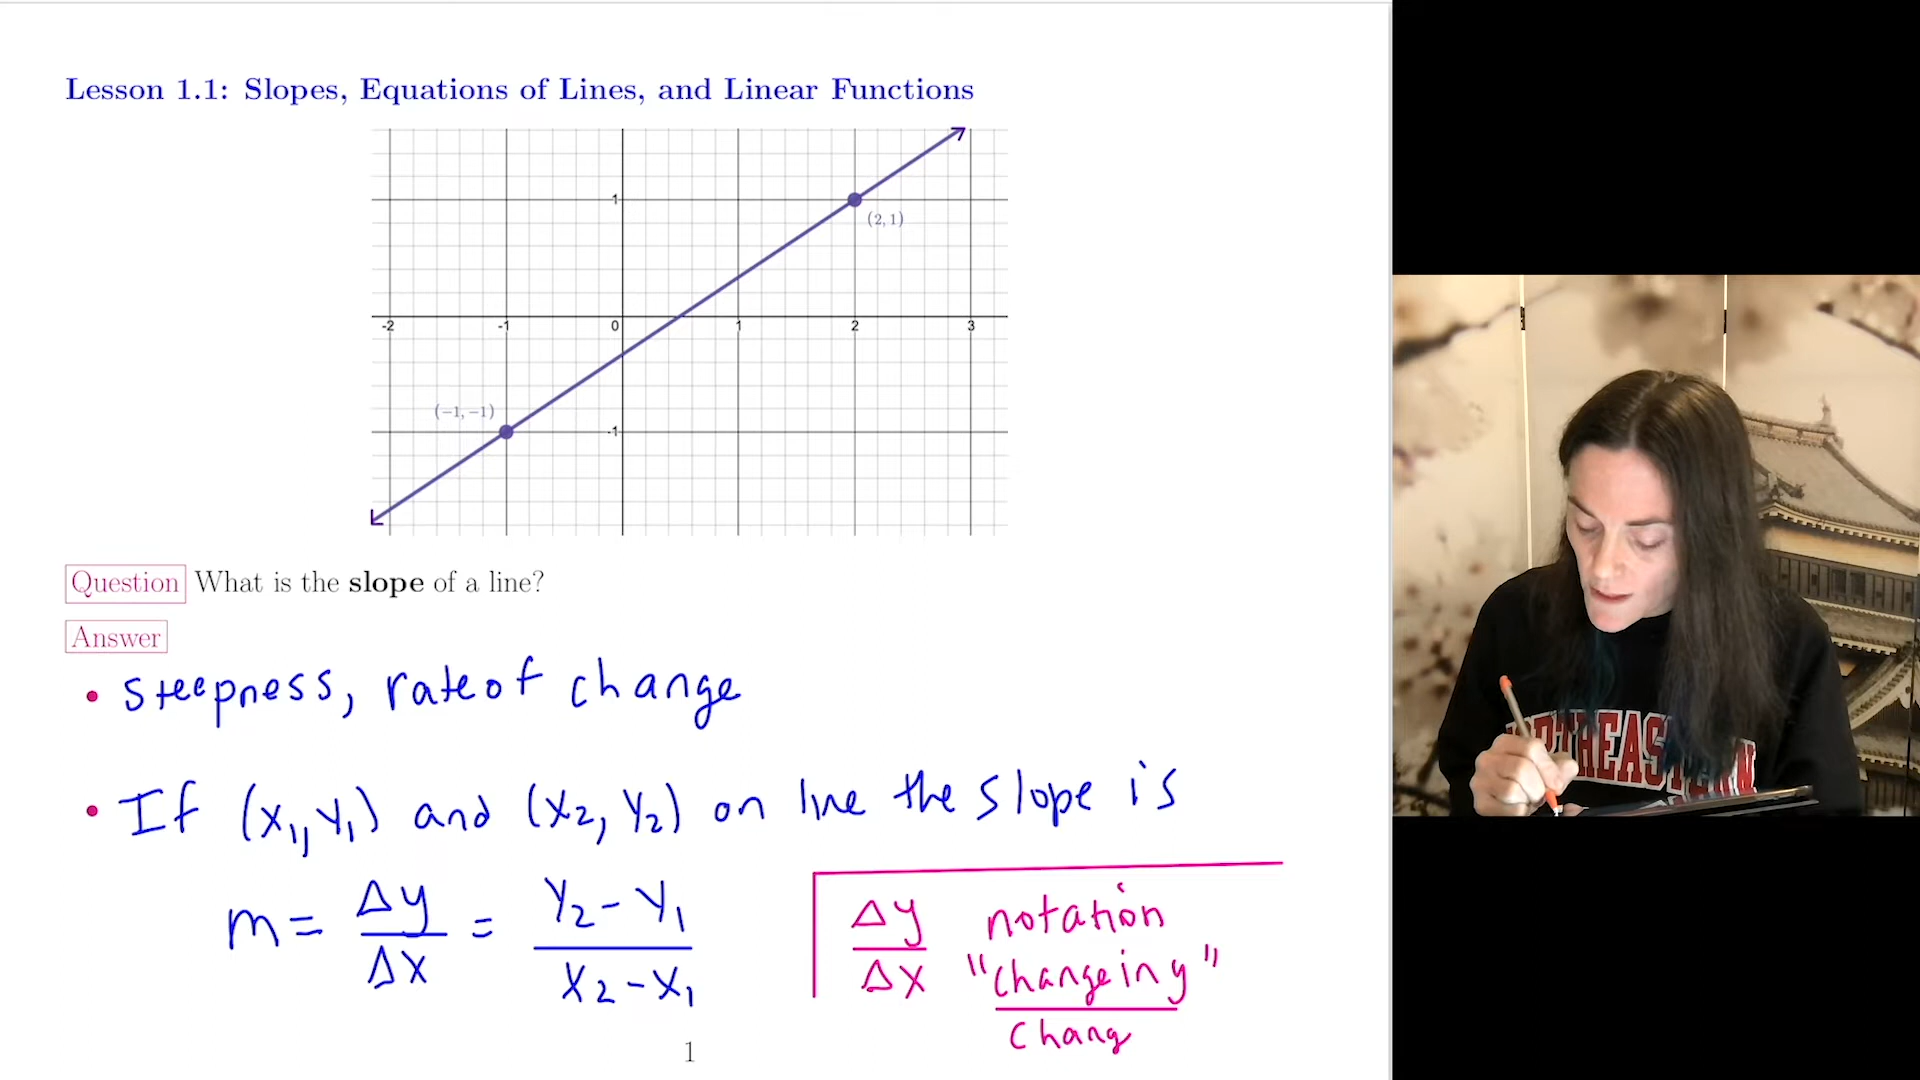 Lesson 1.1: Slopes, Equations of Lines, and Linear Functions
1
(2, 1)
-2 -1 0 1 2 3
(−1, −1)
-1
Question What is the slope of a line?
Answer
• steepness, rate of change
• If (x₁, y₁) and (x₂, y₂) on line the slope is
m = Δy/Δx = y₂ - y₁/x₂ - x₁
Δy/Δx notation
"change in y"
chang
1